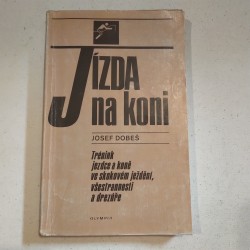 JÍZDA
na koni
JOSEF DOBEŠ
Trénink
jezdce a koně
ve skokovém ježdění,
všestrannosti
a drezúře
OLYMPIA